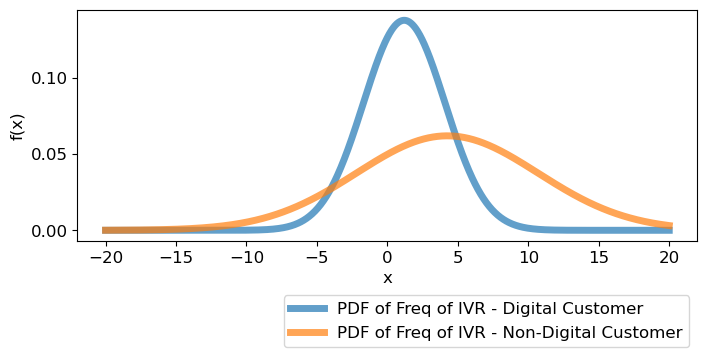 0.10
0.05
0.00
f(x)
−20 −15 −10 −5 0 5 10 15 20
x
PDF of Freq of IVR - Digital Customer
PDF of Freq of IVR - Non-Digital Customer